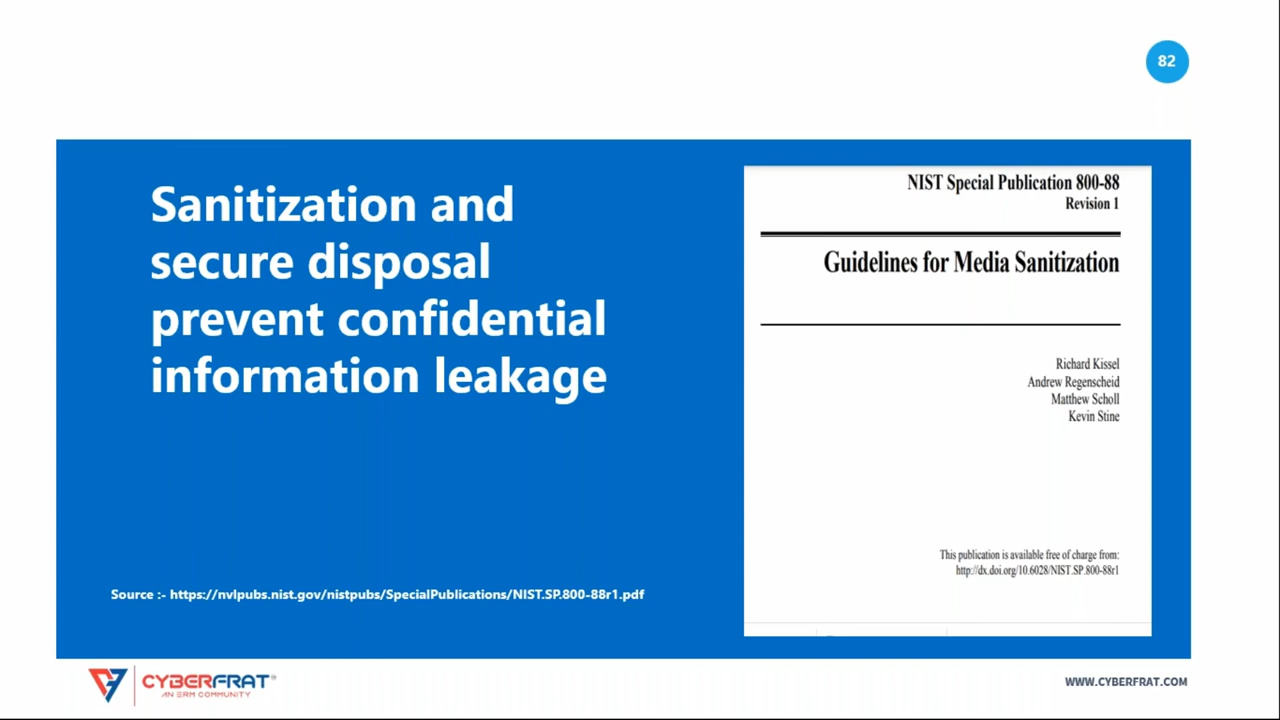 82
Sanitization and
secure disposal
prevent confidential
information leakage
Source :- https://nvlpubs.nist.gov/nistpubs/SpecialPublications/NIST.SP.800-88r1.pdf
NIST Special Publication 800-88
Revision 1
Guidelines for Media Sanitization
Richard Kissel
Andrew Regenscheid
Matthew Scholl
Kevin Stine
This publication is available free of charge from:
http://dx.doi.org/10.6028/NIST.SP.800-88r1
CYBERFRAT®
AN ERM COMMUNITY
WWW.CYBERFRAT.COM